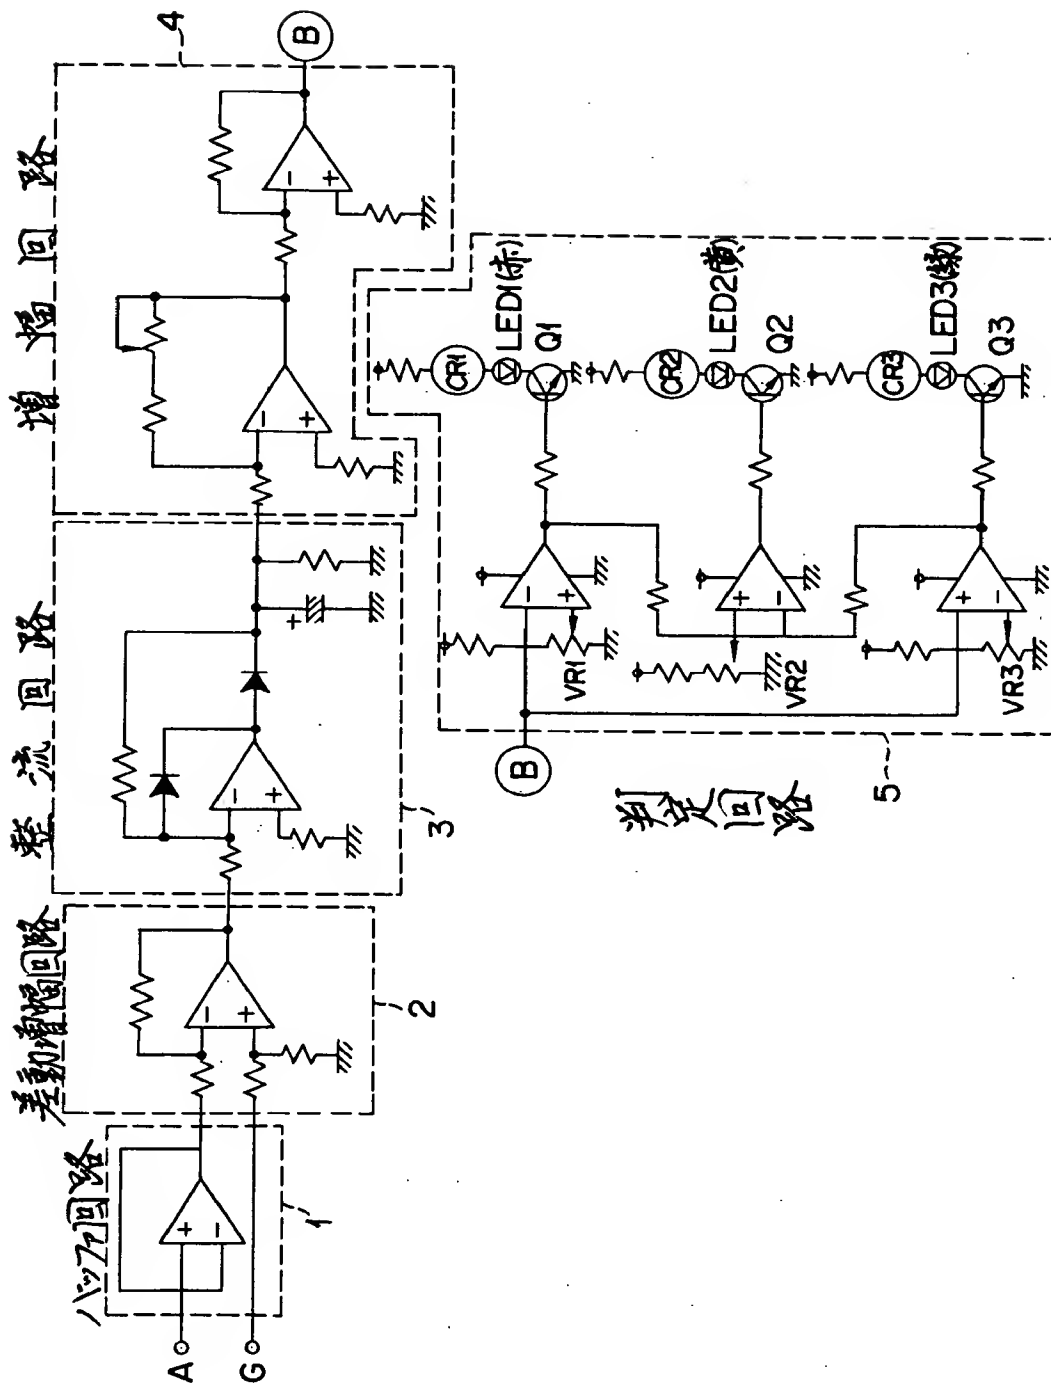 バッファ回路
差動増幅回路
整流回路
増幅回路
A
G
+
−
1
−
+
2
−
+
+
3
−
+
−
+
4
B
B
−
+
VR1
CR1
LED1(赤)
Q1
+
−
VR2
CR2
LED2(黄)
Q2
+
−
VR3
CR3
LED3(緑)
Q3
5
判定回路